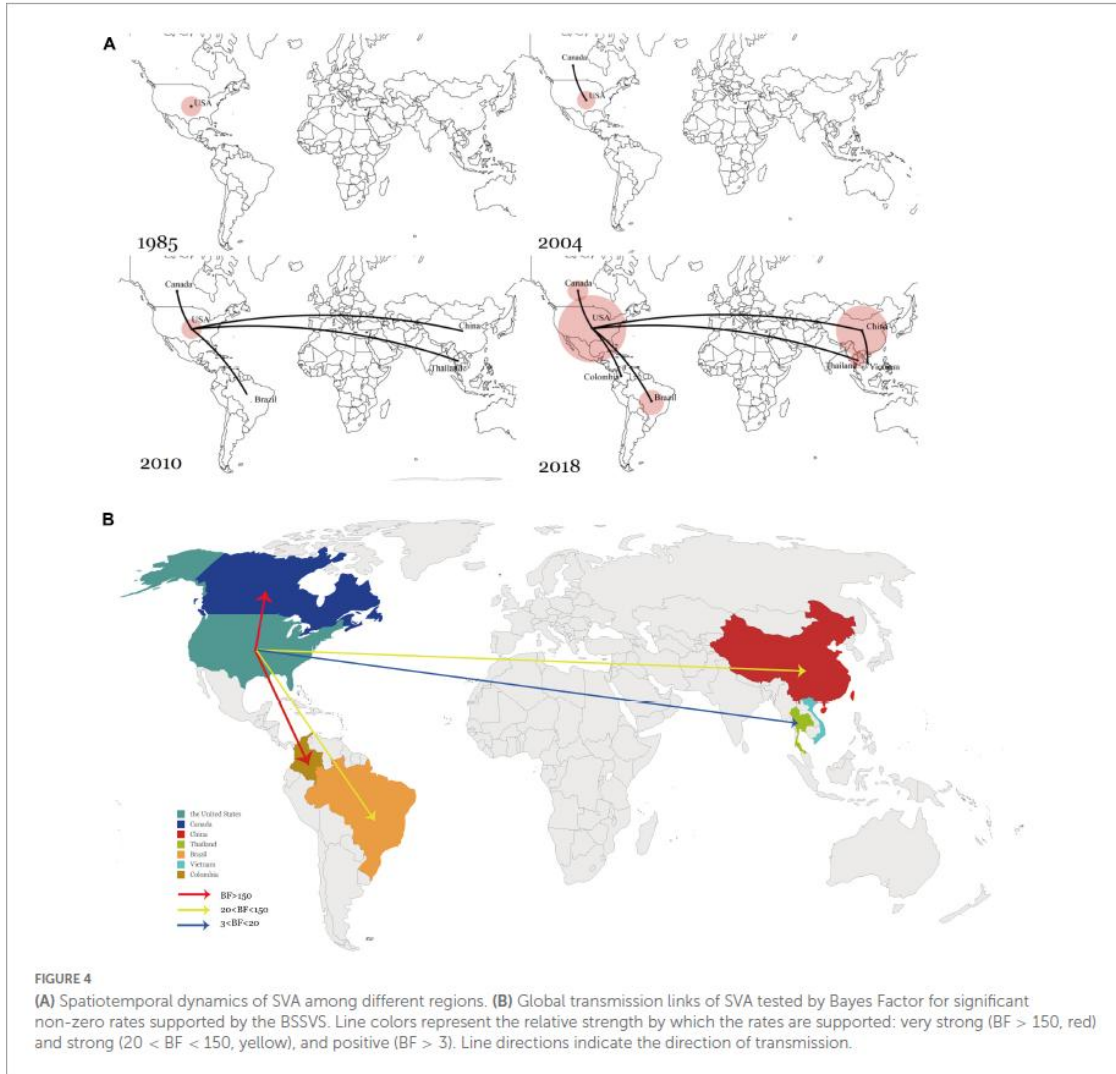 A
USA
1985
Canada
USA
2004
Canada
USA
China
Thailand
Brazil
2010
Canada
USA
China
Thailand
Vietnam
Colombia
Brazil
2018
B
the United States
Canada
China
Thailand
Brazil
Vietnam
Colombia
BF>150
20<BF<150
3<BF<20
FIGURE 4
(A) Spatiotemporal dynamics of SVA among different regions. (B) Global transmission links of SVA tested by Bayes Factor for significant
non-zero rates supported by the BSSVS. Line colors represent the relative strength by which the rates are supported: very strong (BF > 150, red)
and strong (20 < BF < 150, yellow), and positive (BF > 3). Line directions indicate the direction of transmission.